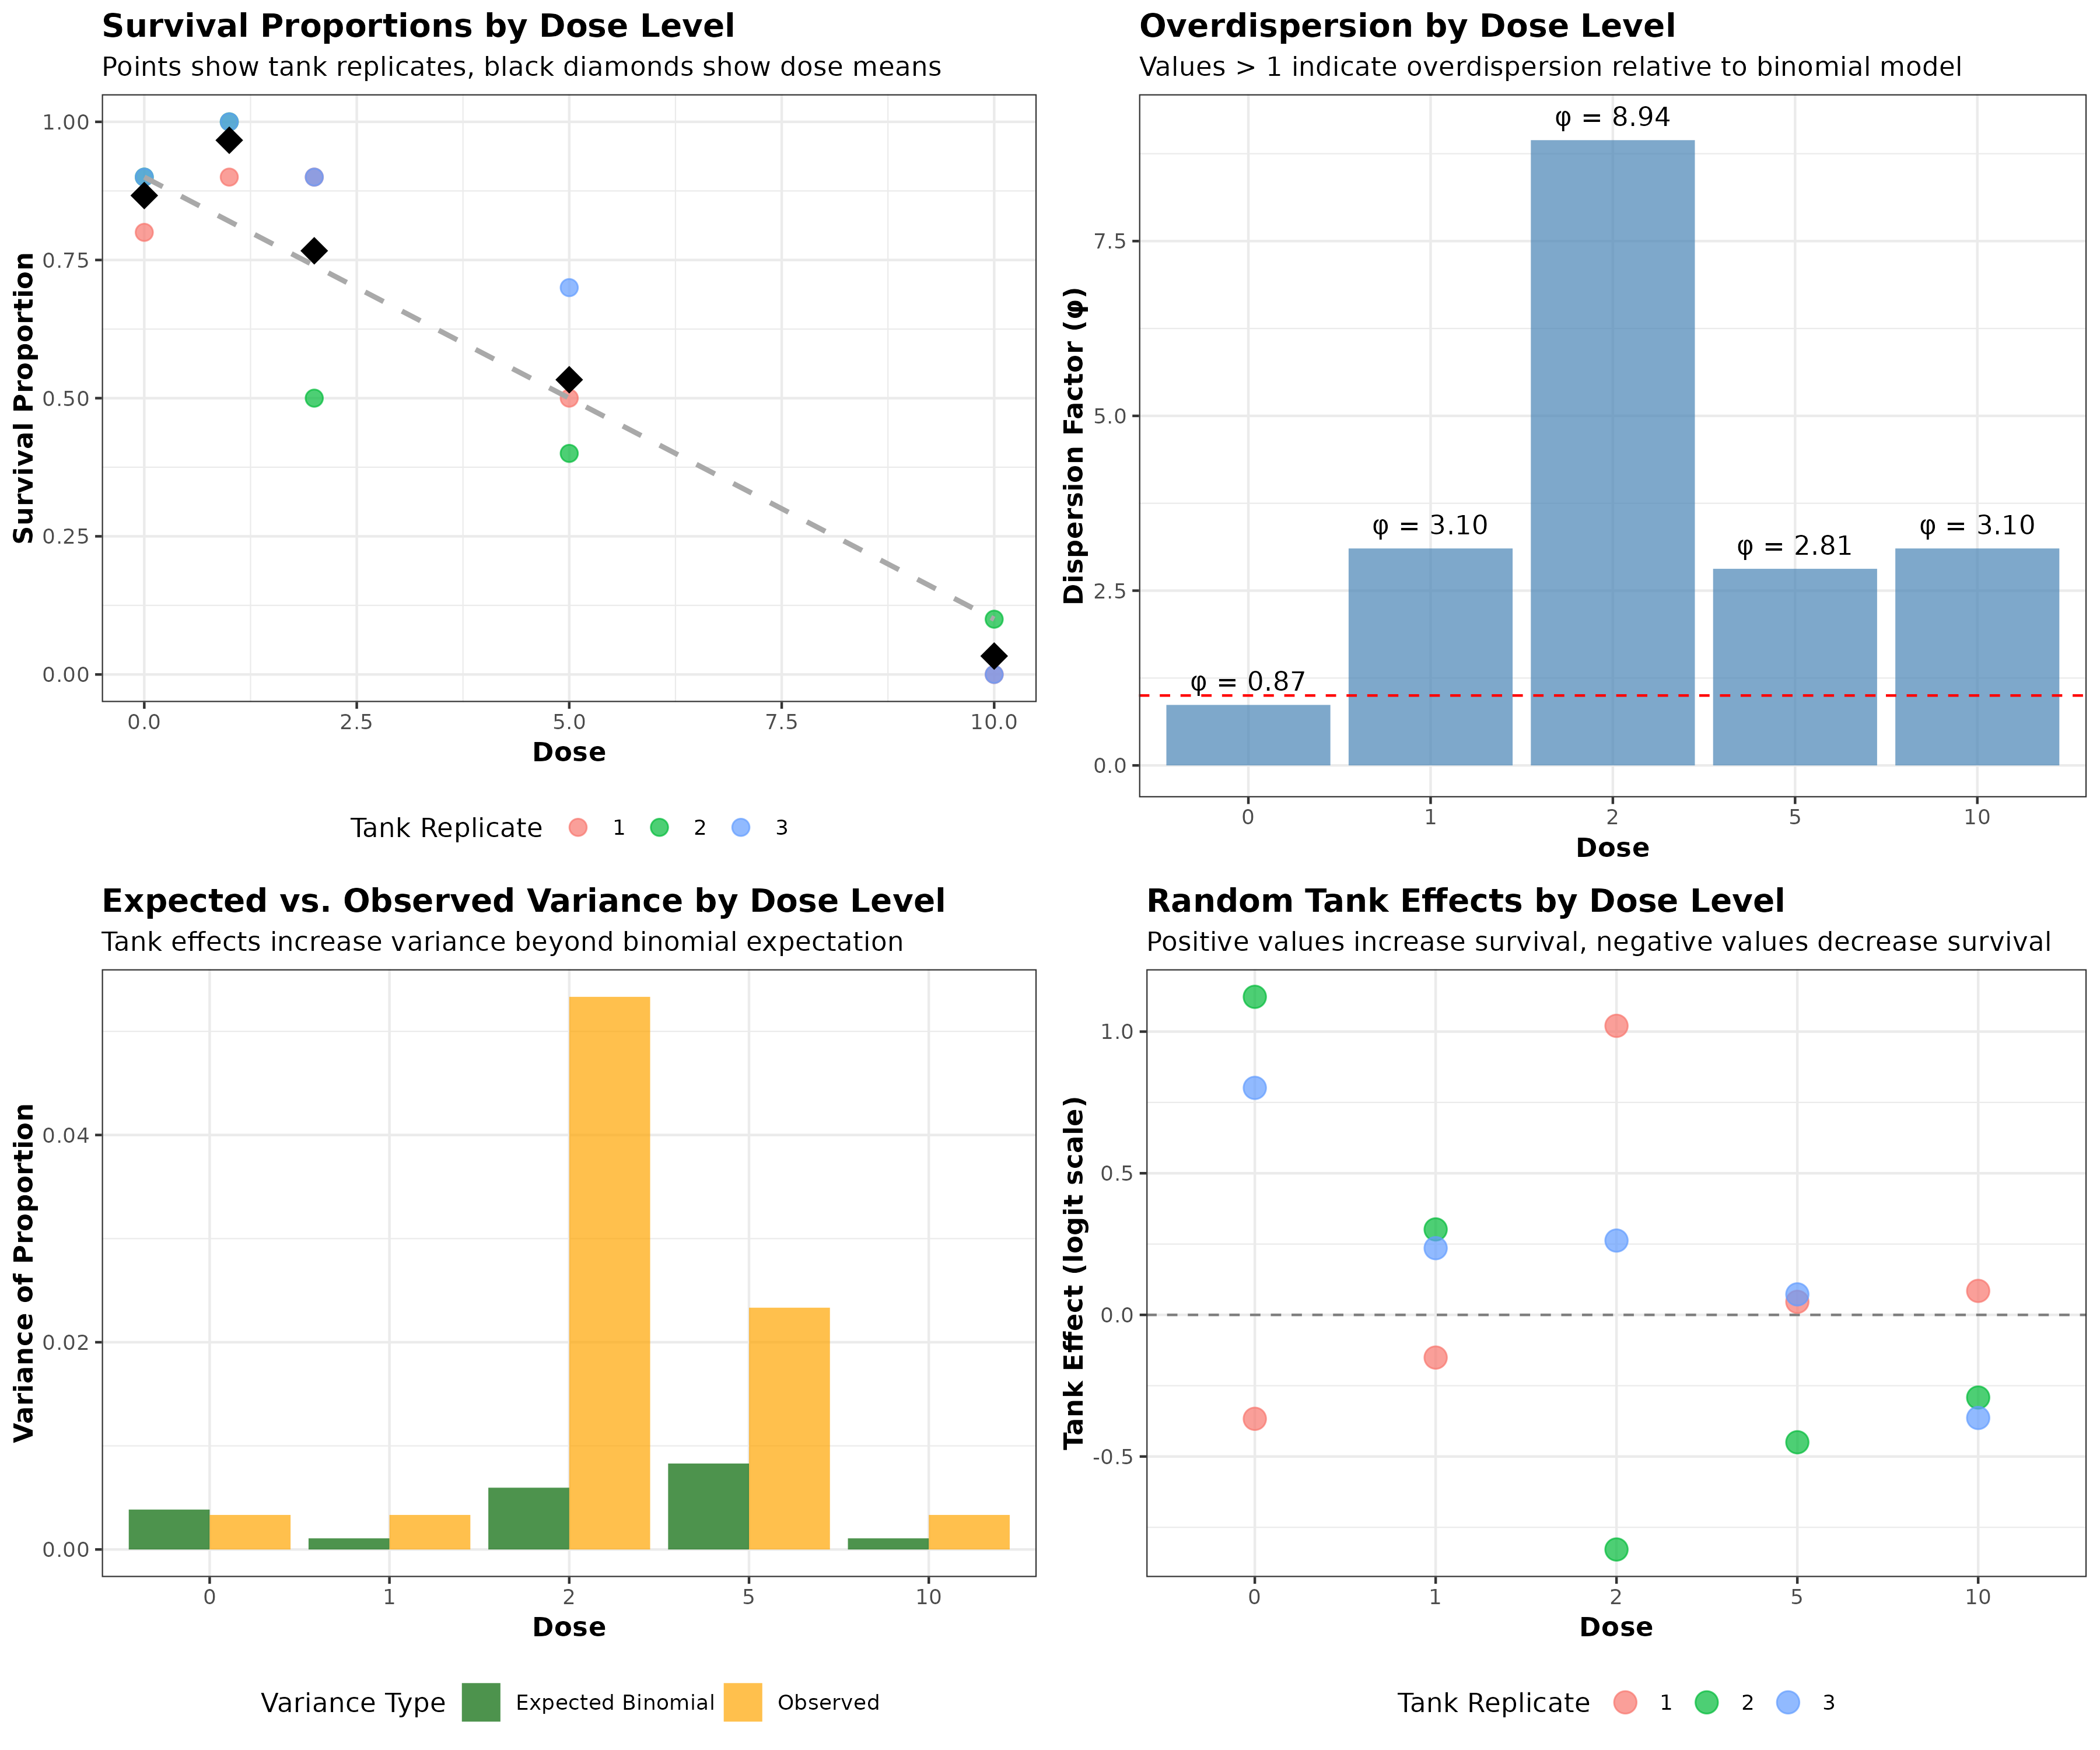 Survival Proportions by Dose Level
Points show tank replicates, black diamonds show dose means
Survival Proportion
1.00
0.75
0.50
0.25
0.00
0.0 2.5 5.0 7.5 10.0
Dose
Tank Replicate 1 2 3
Overdispersion by Dose Level
Values > 1 indicate overdispersion relative to binomial model
Dispersion Factor (φ)
7.5
5.0
2.5
0.0
φ = 0.87
φ = 3.10
φ = 8.94
φ = 2.81
φ = 3.10
0 1 2 5 10
Dose
Expected vs. Observed Variance by Dose Level
Tank effects increase variance beyond binomial expectation
Variance of Proportion
0.04
0.02
0.00
0 1 2 5 10
Dose
Variance Type Expected Binomial Observed
Random Tank Effects by Dose Level
Positive values increase survival, negative values decrease survival
Tank Effect (logit scale)
1.0
0.5
0.0
-0.5
0 1 2 5 10
Dose
Tank Replicate 1 2 3